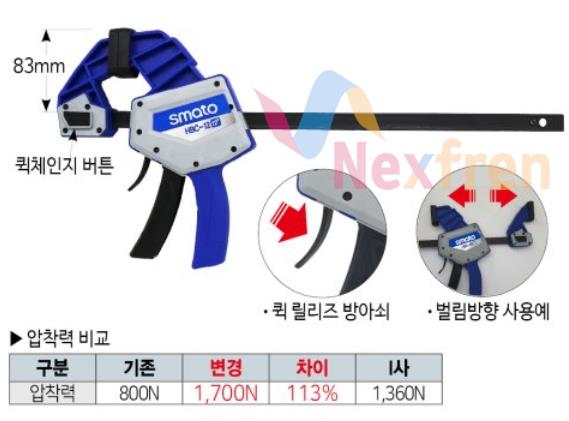 83mm
smato
HBC-12
퀵체인지 버튼
Nexfren
smato
· 퀵 릴리즈 방아쇠
· 벌림방향 사용예
▶ 압착력 비교
구분 기존 변경 차이 I사
압착력 800N 1,700N 113% 1,360N